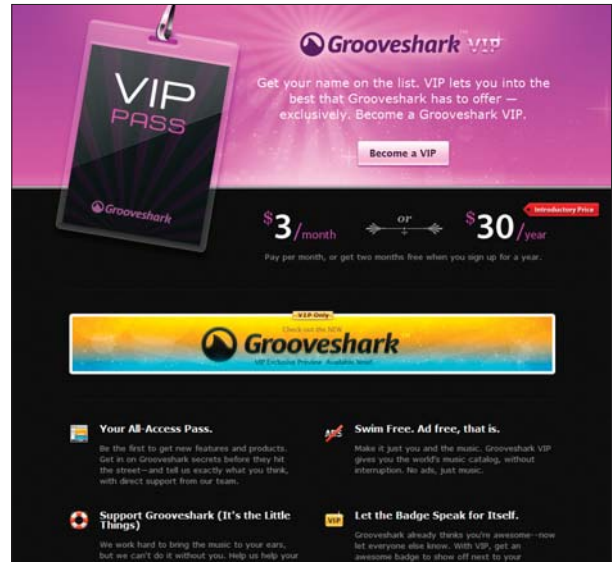 Grooveshark VIP
VIP
PASS
Grooveshark
Get your name on the list. VIP lets you into the
best that Grooveshark has to offer —
exclusively. Become a Grooveshark VIP.
Become a VIP
Introductory Price
$3/month
or
$30/year
Pay per month, or get two months free when you sign up for a year.
VIP Only
Check out the NEW
Grooveshark
VIP Exclusive Preview Available Now!
Your All-Access Pass.
Be the first to get new features and products.
Get in on Grooveshark secrets before they hit
the street—and tell us exactly what you think,
with direct support from our team.
ADS
Swim Free. Ad free, that is.
Make it just you and the music. Grooveshark VIP
gives you the world's music catalog, without
interruption. No ads, just music.
Support Grooveshark (It's the Little
Things)
We work hard to bring the music to your ears,
but we can't do it without you. Help us help your
VIP
Let the Badge Speak for Itself.
Grooveshark already thinks you're awesome--now
let everyone else know. With VIP, get an
awesome badge to show off next to your